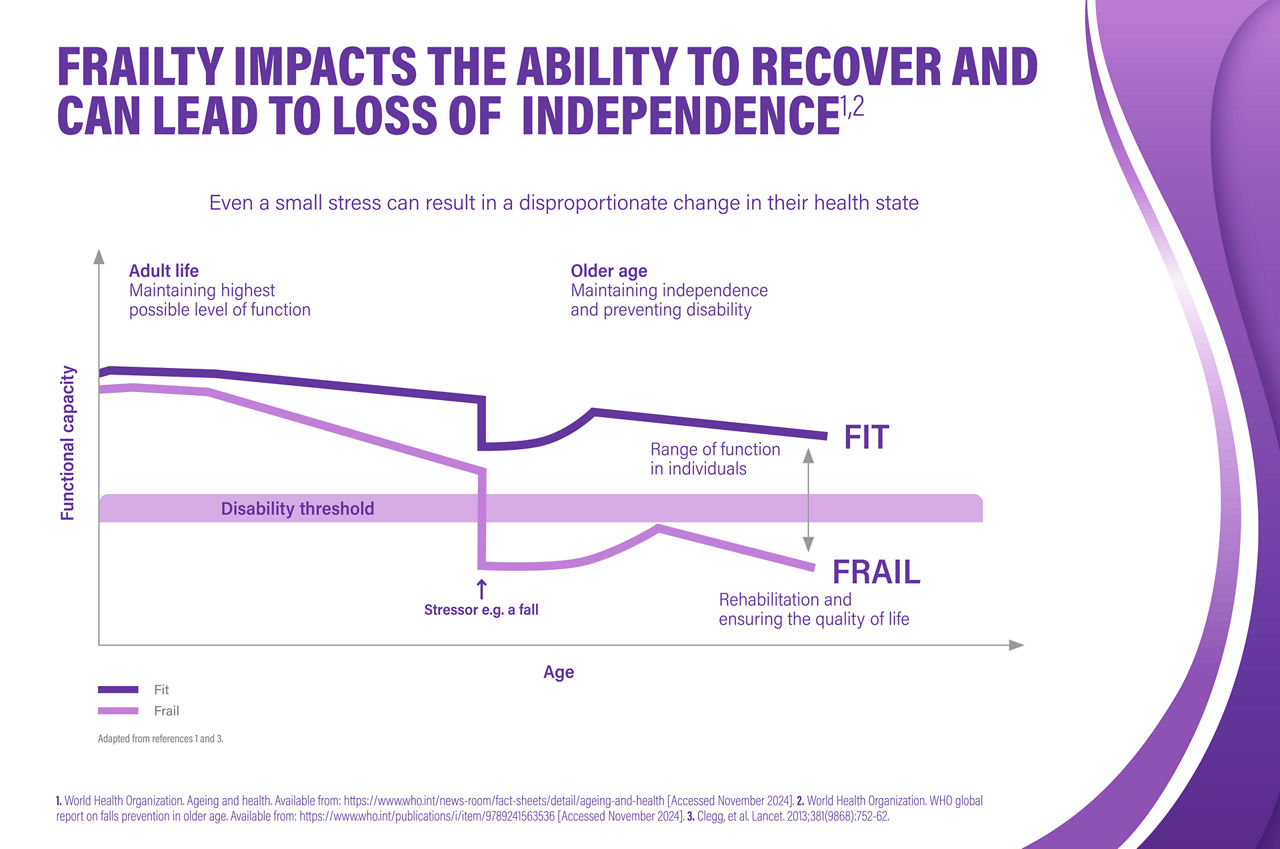 FRAILTY IMPACTS THE ABILITY TO RECOVER AND
CAN LEAD TO LOSS OF INDEPENDENCE1,2
Even a small stress can result in a disproportionate change in their health state
Adult life
Maintaining highest
possible level of function
Older age
Maintaining independence
and preventing disability
Functional capacity
FIT
Range of function
in individuals
Disability threshold
FRAIL
Stressor e.g. a fall
Rehabilitation and
ensuring the quality of life
Age
Fit
Frail
Adapted from references 1 and 3.
1. World Health Organization. Ageing and health. Available from: https://www.who.int/news-room/fact-sheets/detail/ageing-and-health [Accessed November 2024]. 2. World Health Organization. WHO global
report on falls prevention in older age. Available from: https://www.who.int/publications/i/item/9789241563536 [Accessed November 2024]. 3. Clegg, et al. Lancet. 2013;381(9868):752-62.